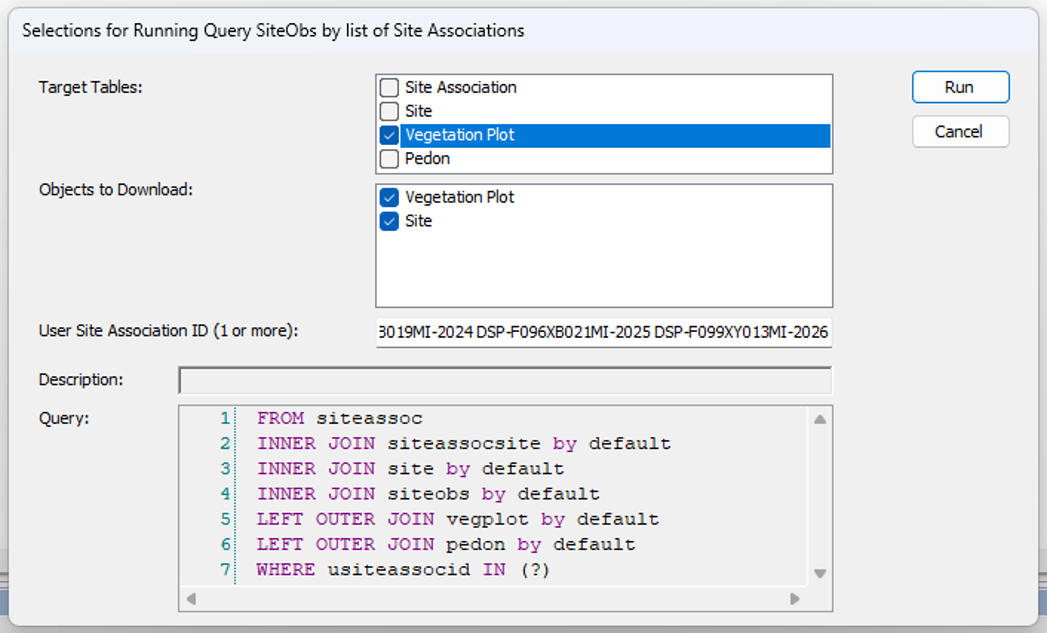 Selections for Running Query SiteObs by list of Site Associations
Target Tables:
Site Association
Site
Vegetation Plot
Pedon
Run
Cancel
Objects to Download:
Vegetation Plot
Site
User Site Association ID (1 or more):
3019MI-2024 DSP-F096XB021MI-2025 DSP-F099XY013MI-2026
Description:
Query:
1 FROM siteassoc
2 INNER JOIN siteassocsite by default
3 INNER JOIN site by default
4 INNER JOIN siteobs by default
5 LEFT OUTER JOIN vegplot by default
6 LEFT OUTER JOIN pedon by default
7 WHERE usiteassocid IN (?)